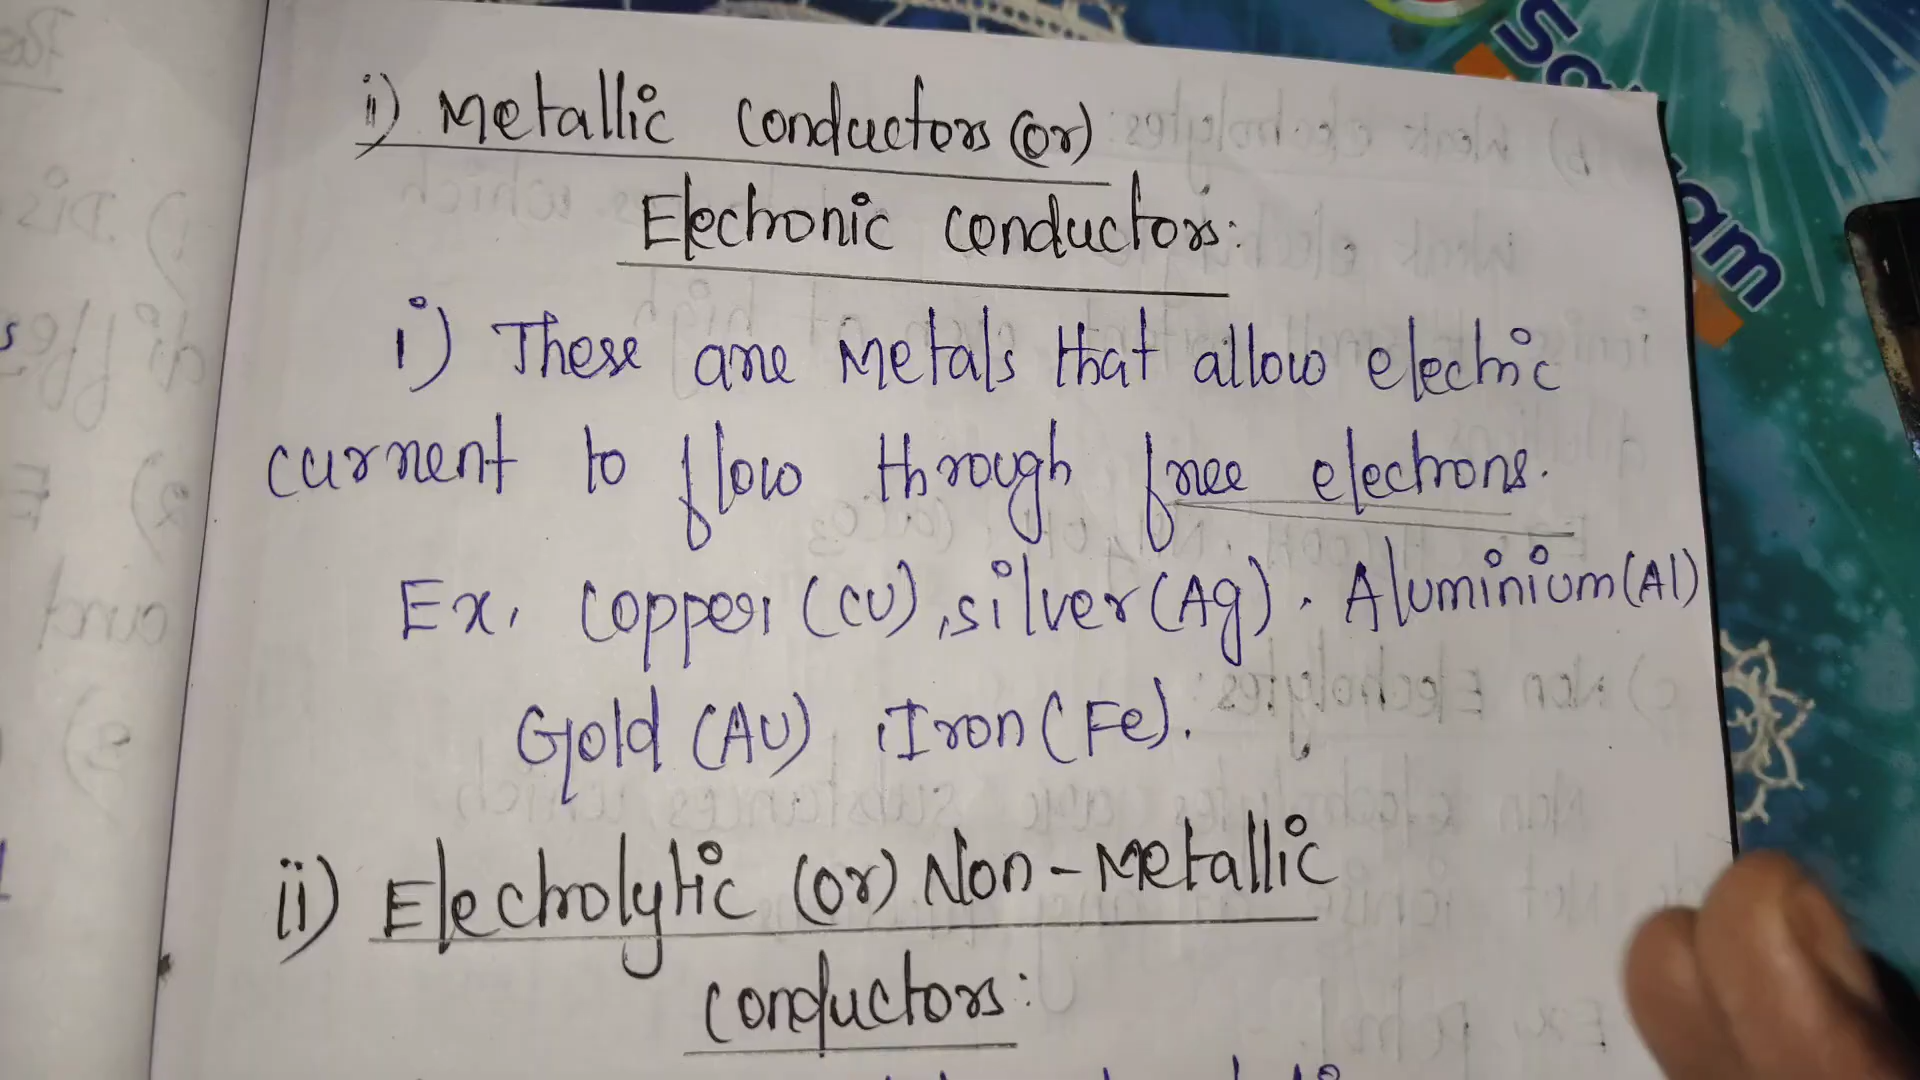 i) Metallic conductors (or)
Electronic conductors:
i) These are Metals that allow electric
current to flow through free electrons.
Ex, copper, (Cu), silver (Ag), Aluminium (Al)
Gold (Au), Iron (Fe).
ii) Electrolytic (or) Non-Metallic
conductors: